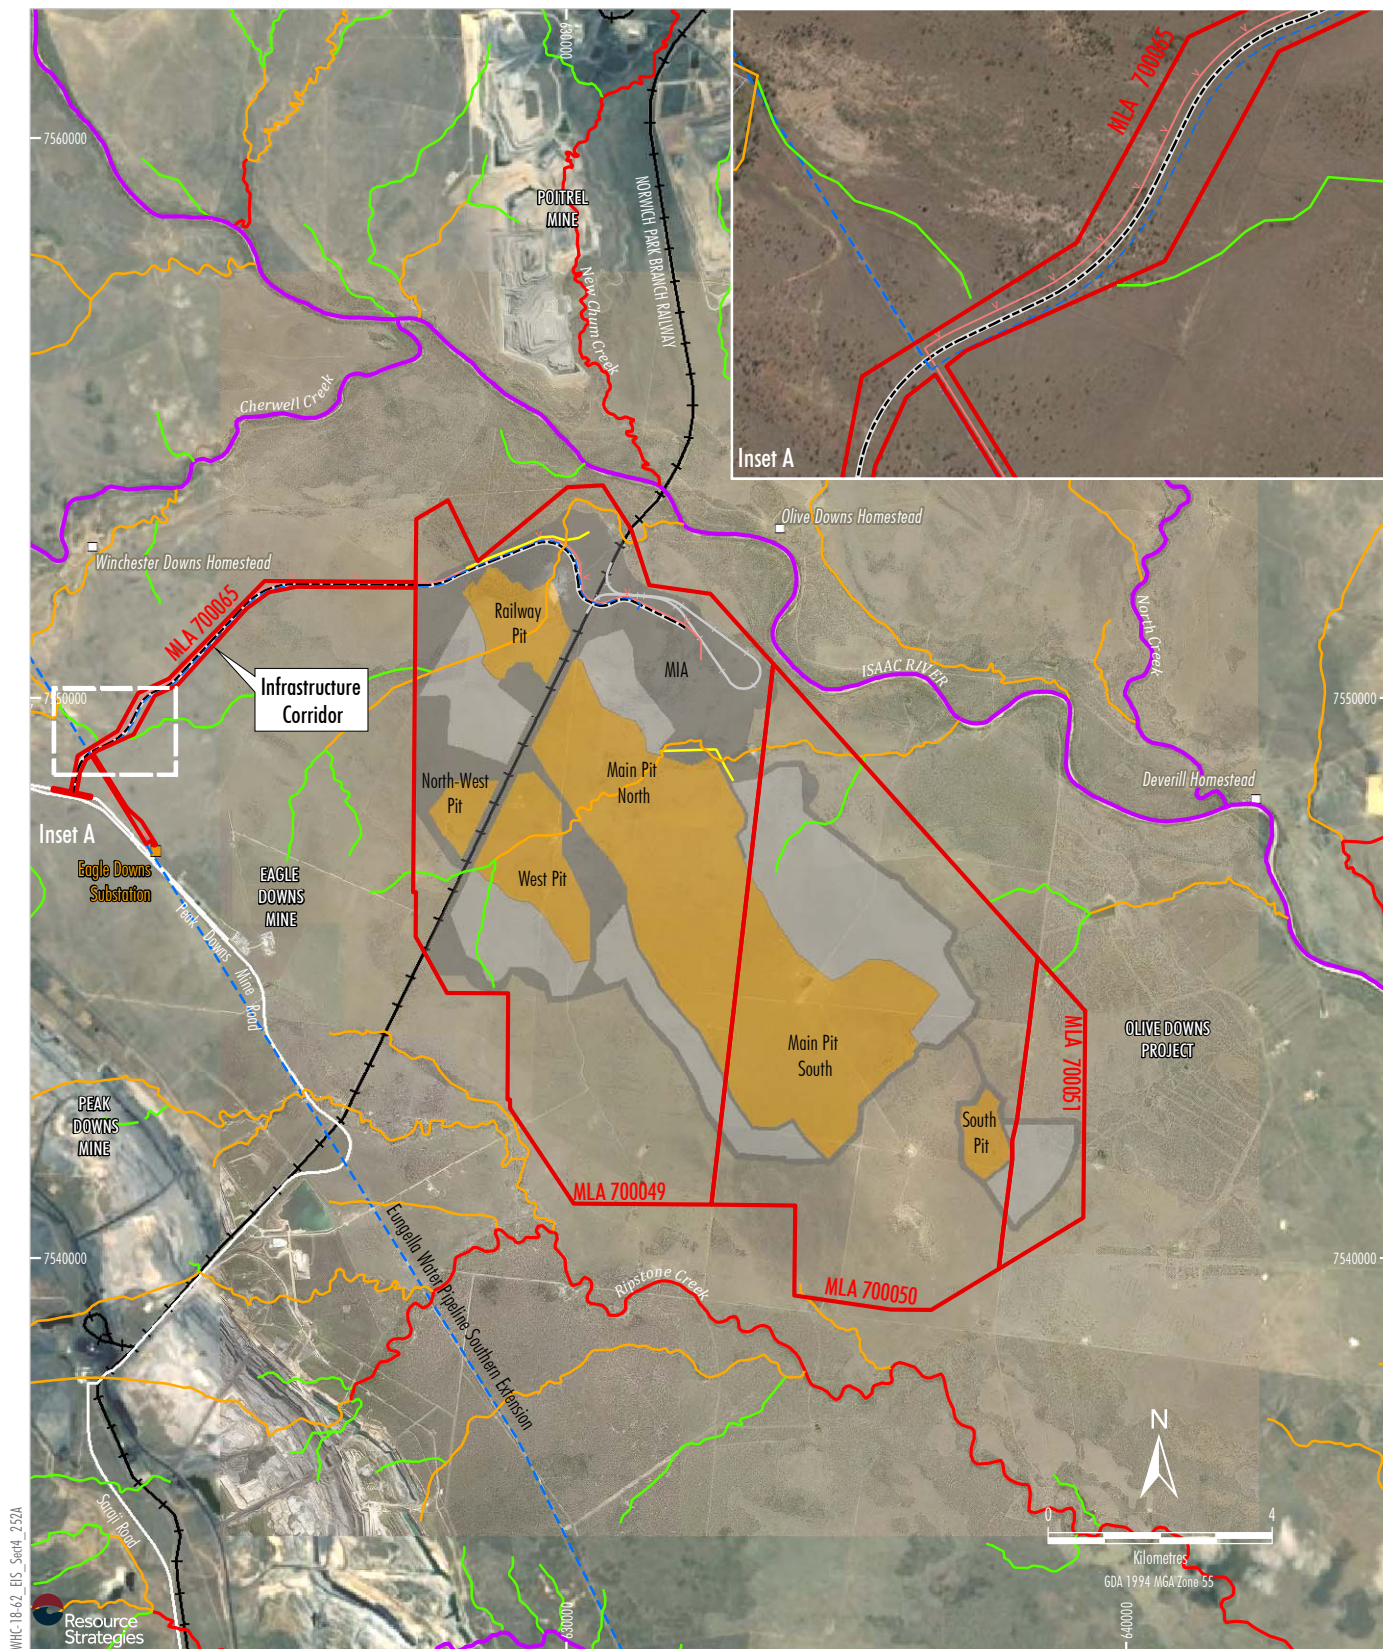 630000
7560000
POITREL
MINE
NORWICH PARK BRANCH RAILWAY
New Chum Creek
MLA 700065
Inset A
Cherwell Creek
Olive Downs Homestead
Winchester Downs Homestead
North Creek
MLA 700065
Railway
Pit
MIA
ISAAC RIVER
Infrastructure
Corridor
7550000
7550000
North-West
Pit
Main Pit
North
Deverill Homestead
Inset A
Eagle Downs
Substation
EAGLE
DOWNS
MINE
West Pit
Peak Downs Mine Road
Main Pit
South
MLA 700051
OLIVE DOWNS
PROJECT
PEAK
DOWNS
MINE
South
Pit
MLA 700049
Eungella Water Pipeline Southern Extension
7540000
7540000
Ripstone Creek
MLA 700050
N
Saraji Road
0
4
Kilometres
GDA 1994 MGA Zone 55
WHC-18-62_EIS_Sect4_252A
Resource
Strategies
630000
640000